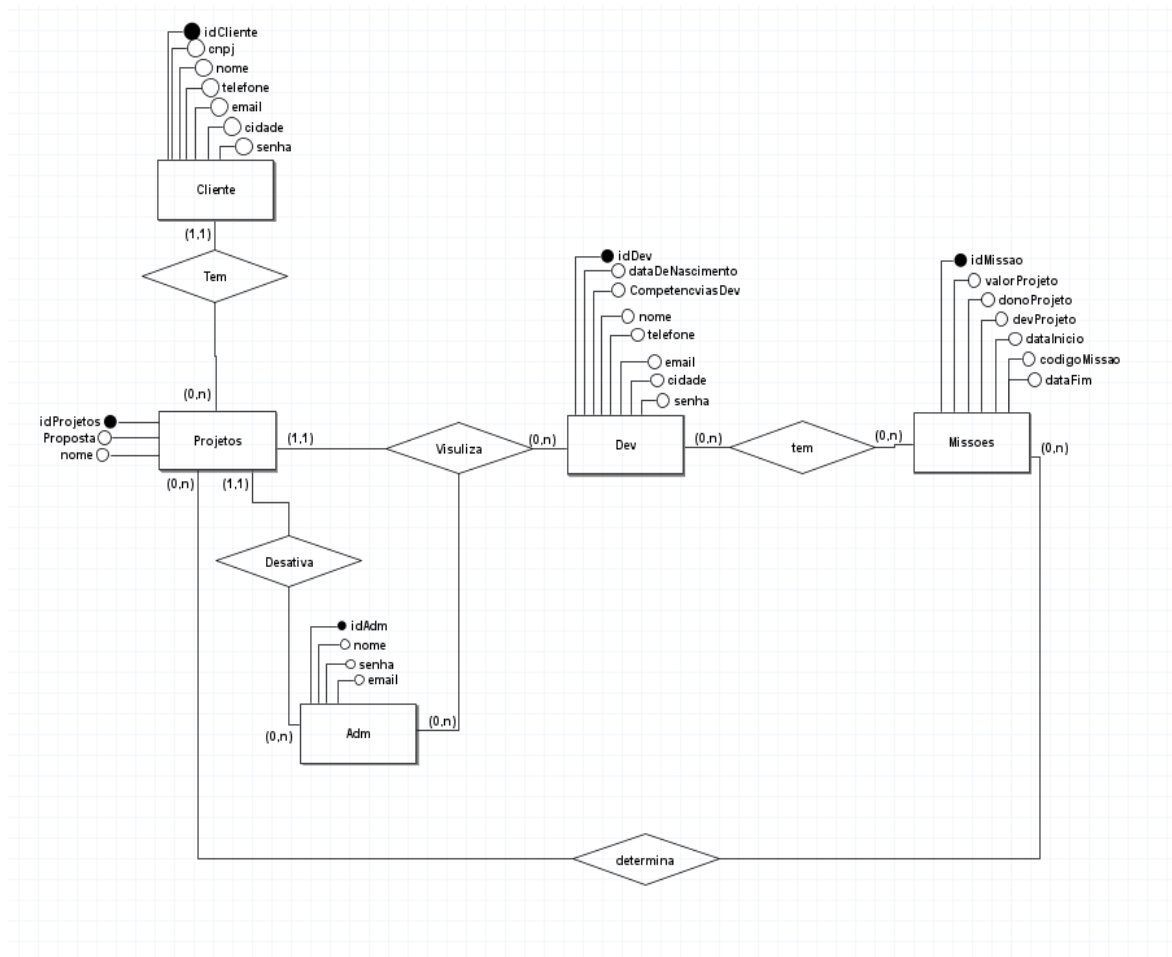 idCliente
cnpj
nome
telefone
email
cidade
senha
Cliente
(1,1)
Tem
(0,n)
idProjetos
Proposta
nome
Projetos
(1,1)
(0,n)
(1,1)
Visuliza
(0,n)
idDev
dataDeNascimento
CompetencviasDev
nome
telefone
email
cidade
senha
Dev
(0,n)
tem
(0,n)
idMissao
valorProjeto
donoProjeto
devProjeto
dataInicio
codigoMissao
dataFim
Missoes
(0,n)
Desativa
idAdm
nome
senha
email
Adm
(0,n)
(0,n)
determina